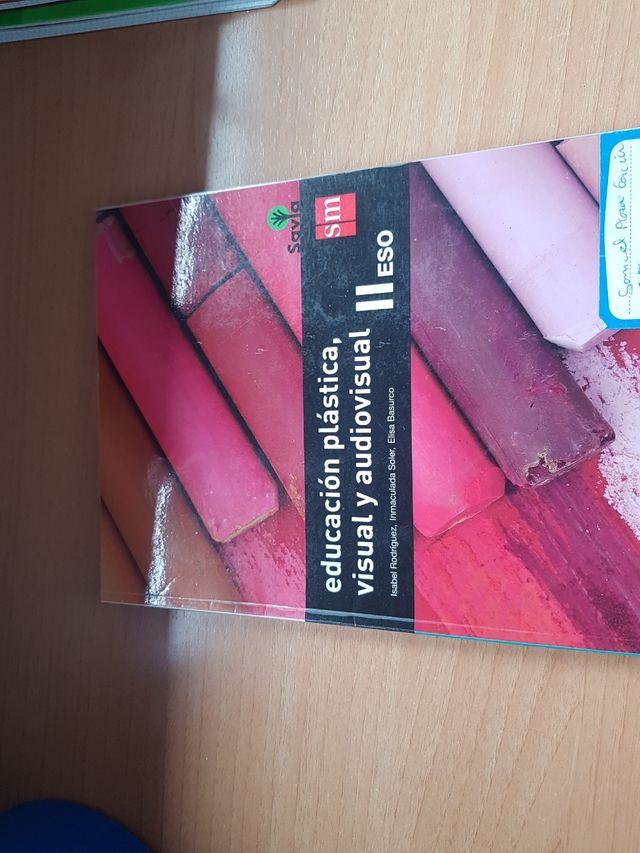 Savia
sm
educación plástica,
visual y audiovisual II ESO
Isabel Rodríguez, Inmaculada Soler, Elisa Basurco